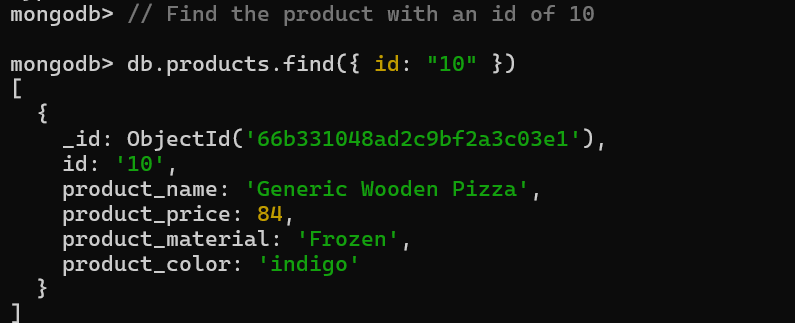 mongodb> // Find the product with an id of 10
mongodb> db.products.find({ id: "10" })
[
  {
    _id: ObjectId('66b331048ad2c9bf2a3c03e1'),
    id: '10',
    product_name: 'Generic Wooden Pizza',
    product_price: 84,
    product_material: 'Frozen',
    product_color: 'indigo'
  }
]